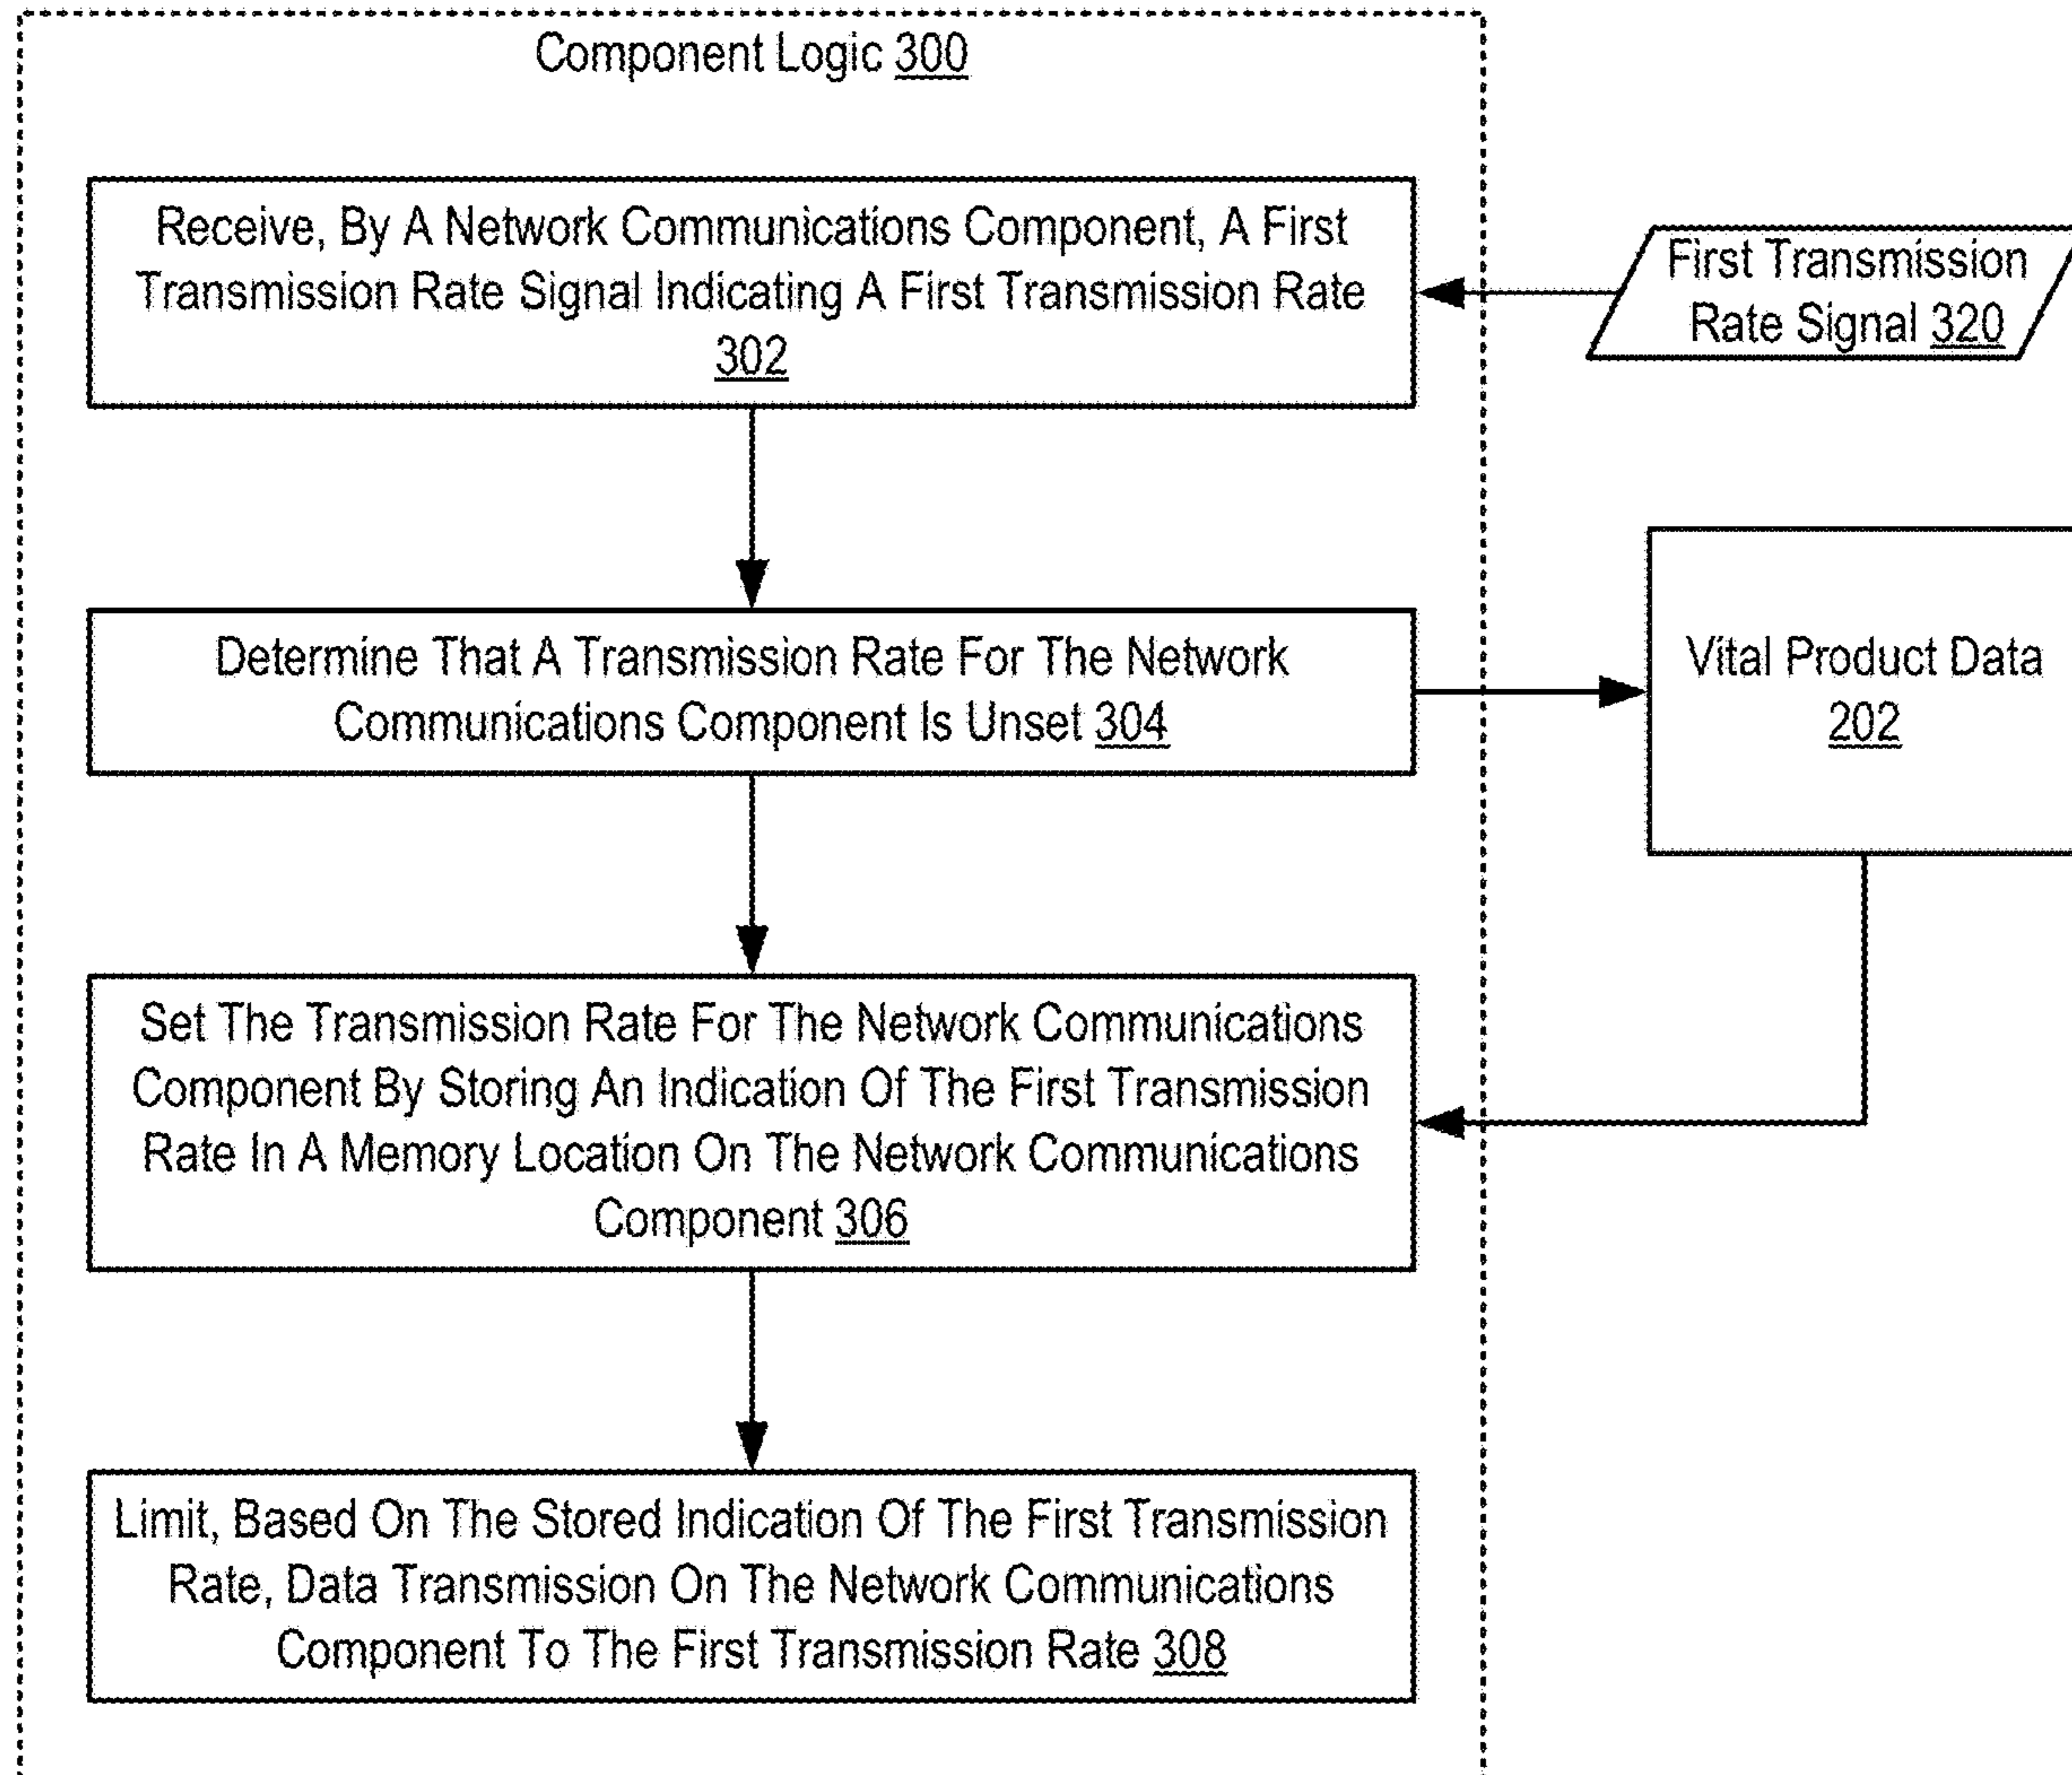 Component Logic 300
Receive, By A Network Communications Component, A First
Transmission Rate Signal Indicating A First Transmission Rate
302
First Transmission
Rate Signal 320
Determine That A Transmission Rate For The Network
Communications Component Is Unset 304
Vital Product Data
202
Set The Transmission Rate For The Network Communications
Component By Storing An Indication Of The First Transmission
Rate In A Memory Location On The Network Communications
Component 306
Limit, Based On The Stored Indication Of The First Transmission
Rate, Data Transmission On The Network Communications
Component To The First Transmission Rate 308